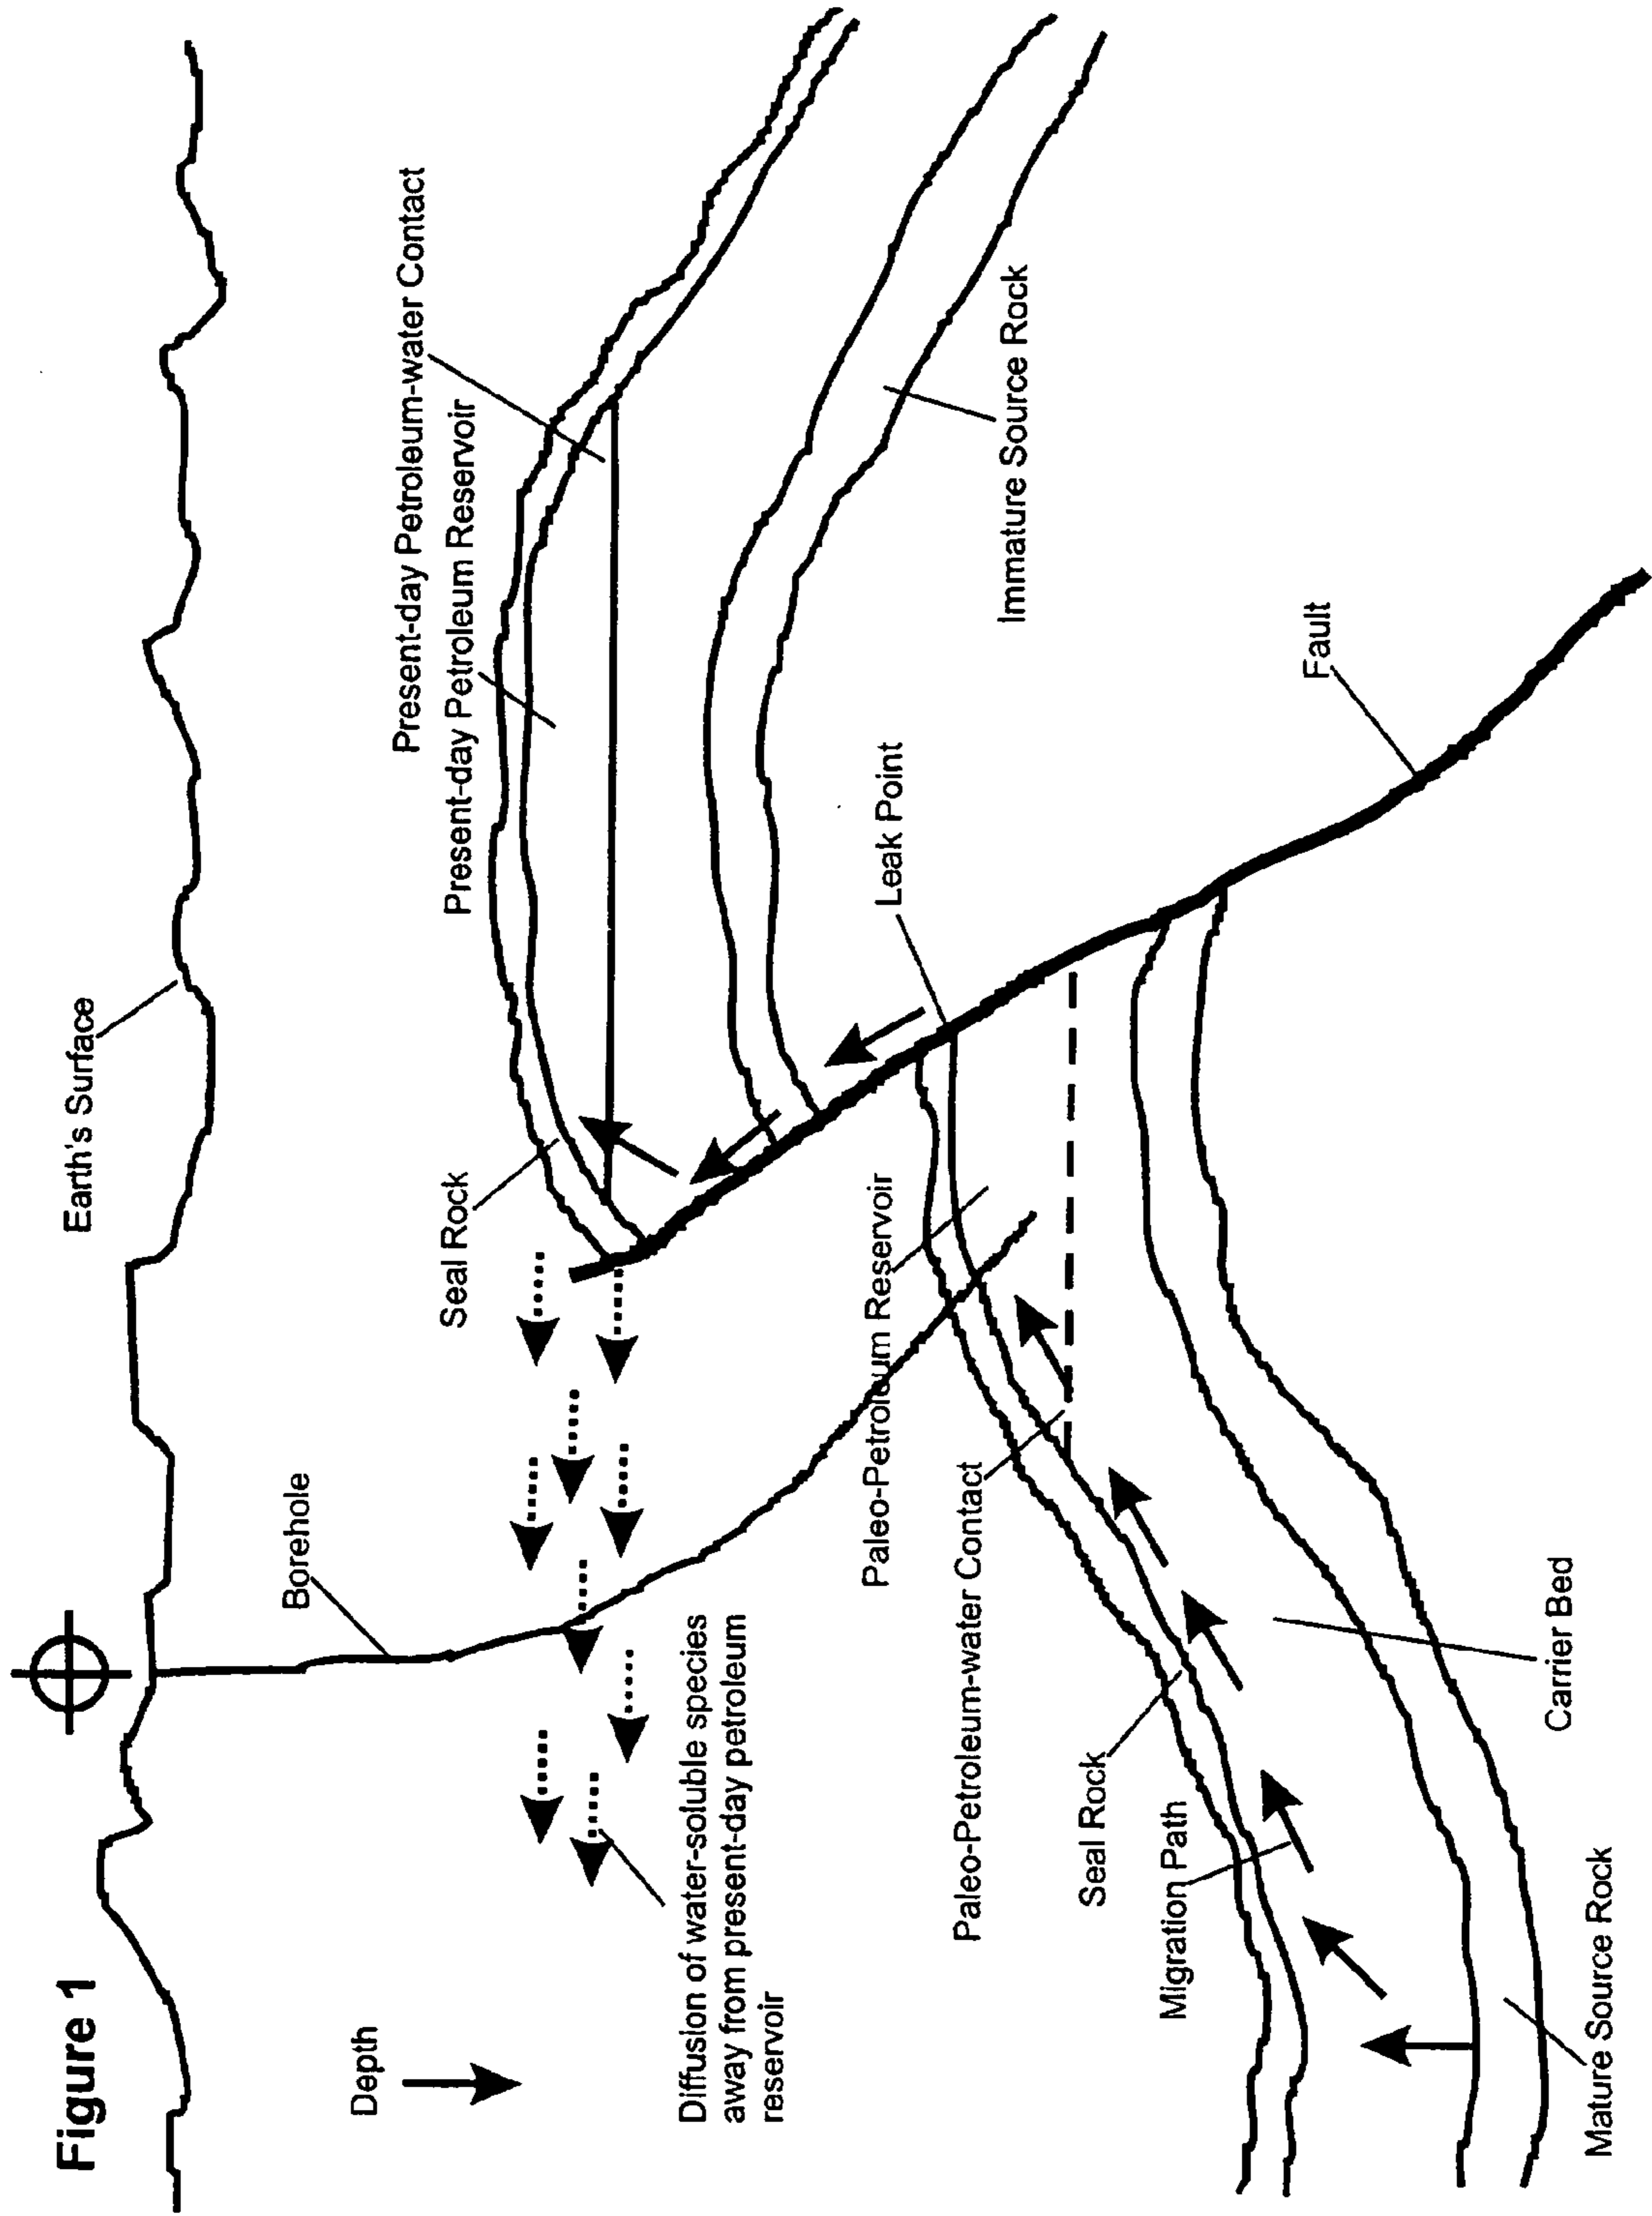 Figure 1
Earth's Surface
Borehole
Depth
Present-day Petroleum-water Contact
Present-day Petroleum Reservoir
Seal Rock
Diffusion of water-soluble species
away from present-day petroleum
reservoir
Paleo-Petroleum Reservoir
Leak Point
Immature Source Rock
Paleo-Petroleum-water Contact
Seal Rock
Migration Path
Fault
Carrier Bed
Mature Source Rock